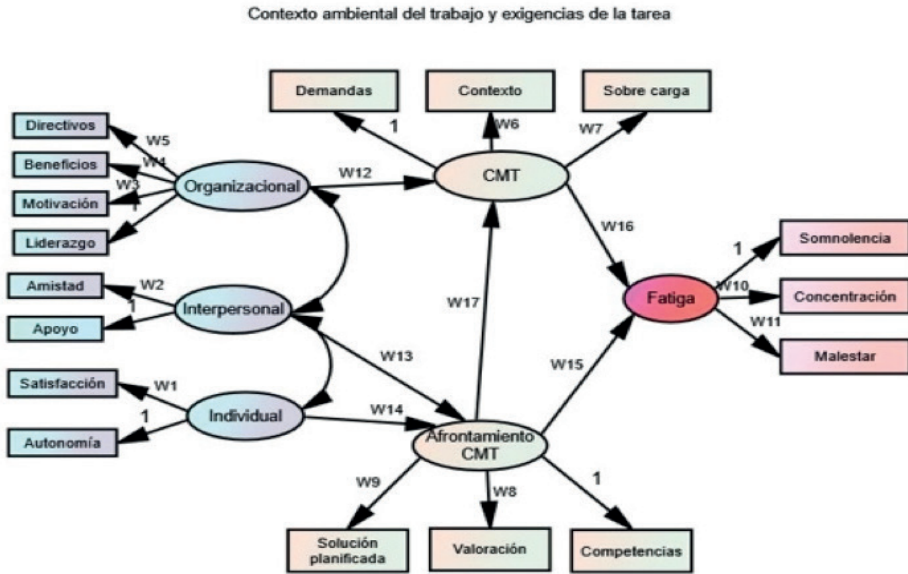 Contexto ambiental del trabajo y exigencias de la tarea
Demandas
Contexto
Sobre carga
1
W6
W7
Directivos
Beneficios
Motivación
Liderazgo
W5
W4
W3
1
Organizacional
W12
CMT
W16
Amistad
Apoyo
W2
1
Interpersonal
W17
W13
Satisfacción
Autonomía
W1
1
Individual
W14
W15
Fatiga
1
W10
W11
Somnolencia
Concentración
Malestar
Afrontamiento
CMT
W9
W8
1
Solución
planificada
Valoración
Competencias